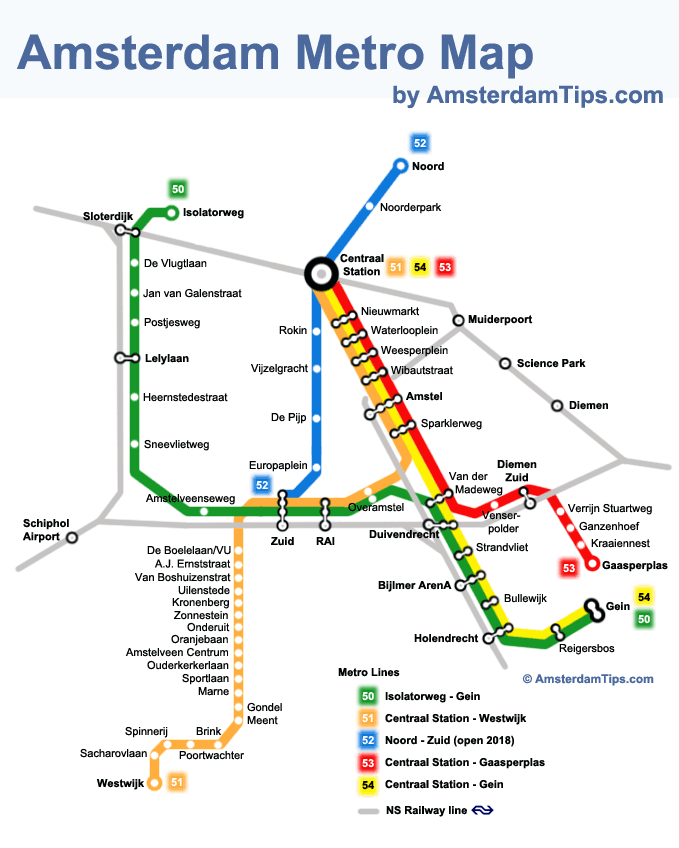 Amsterdam Metro Map
by AmsterdamTips.com
52
Noord
50
Isolatorweg
Sloterdijk
Noorderpark
De Vlugtlaan
Centraal
Station
51
54
53
Jan van Galenstraat
Nieuwmarkt
Postjesweg
Rokin
Waterlooplein
Muiderpoort
Weesperplein
Lelylaan
Vijzelgracht
Wibautstraat
Science Park
Heernstedestraat
Amstel
Diemen
De Pijp
Sparklerweg
Sneevlietweg
Europaplein
Diemen
Zuid
52
Van der
Madeweg
Amstelveenseweg
Overamstel
Venser-
polder
Verrijn Stuartweg
Schiphol
Airport
Zuid
RAI
Duivendrecht
Ganzenhoef
Kraaiennest
De Boelelaan/VU
Strandvliet
53
Gaasperplas
A.J. Ernststraat
Van Boshuizenstrat
Bijlmer ArenA
Uilenstede
Bullewijk
54
Kronenberg
Gein
Zonnestein
50
Onderuit
Oranjebaan
Holendrecht
Reigersbos
Amstelveen Centrum
Ouderkerkerlaan
Sportlaan
Marne
© AmsterdamTips.com
Gondel
Meent
Spinnerij
Brink
Sacharovlaan
Poortwachter
Westwijk
51
Metro Lines
50 Isolatorweg - Gein
51 Centraal Station - Westwijk
52 Noord - Zuid (open 2018)
53 Centraal Station - Gaasperplas
54 Centraal Station - Gein
NS Railway line